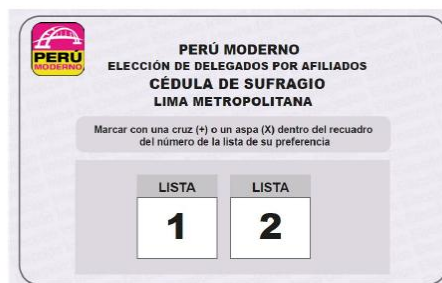 PERÚ
MODERNO
PERÚ MODERNO
ELECCIÓN DE DELEGADOS POR AFILIADOS
CÉDULA DE SUFRAGIO
LIMA METROPOLITANA
Marcar con una cruz (+) o un aspa (X) dentro del recuadro
del número de la lista de su preferencia
LISTA LISTA
1 2